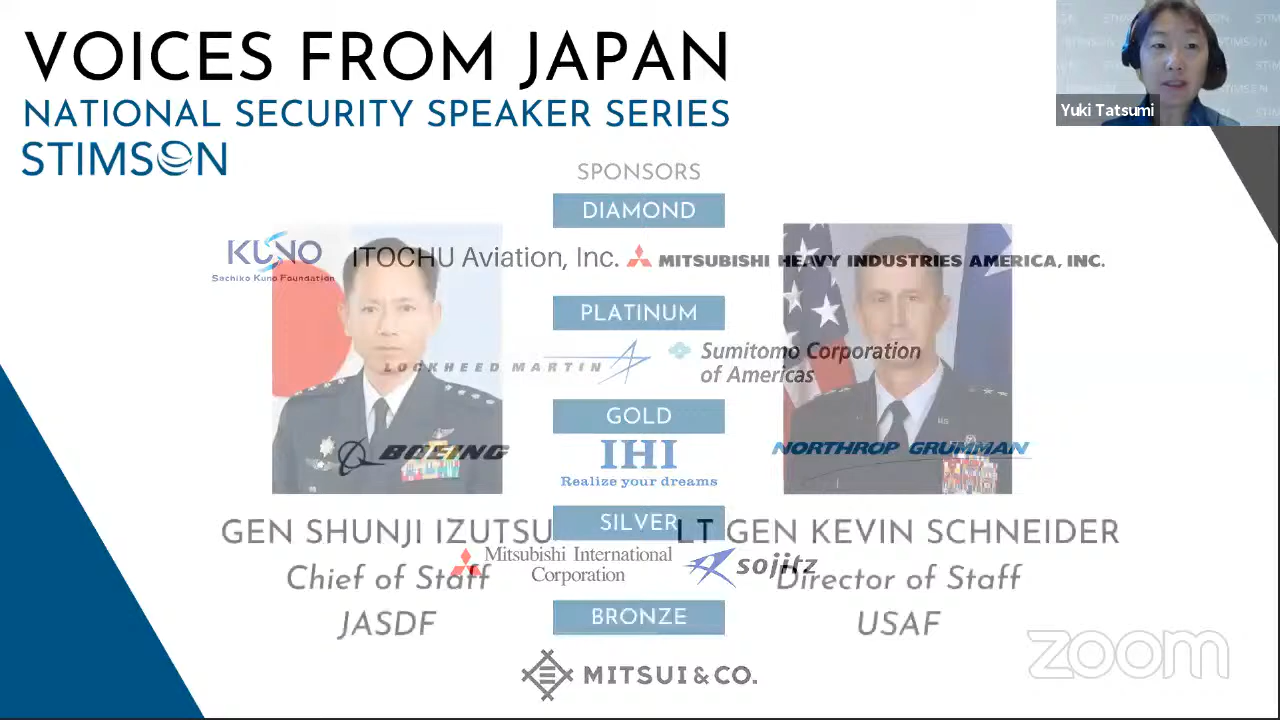 VOICES FROM JAPAN
NATIONAL SECURITY SPEAKER SERIES
STIMSON
Yuki Tatsumi
SPONSORS
DIAMOND
KUNO
Sachiko Kuno Foundation
ITOCHU Aviation, Inc.
MITSUBISHI HEAVY INDUSTRIES AMERICA, INC.
PLATINUM
LOCKHEED MARTIN
Sumitomo Corporation
of Americas
GOLD
BOEING
IHI
Realize your dreams
NORTHROP GRUMMAN
SILVER
GEN SHUNJI IZUTSU
LT GEN KEVIN SCHNEIDER
Mitsubishi International
Corporation
sojitz
Chief of Staff
Director of Staff
JASDF
USAF
BRONZE
MITSUI & CO.
zoom